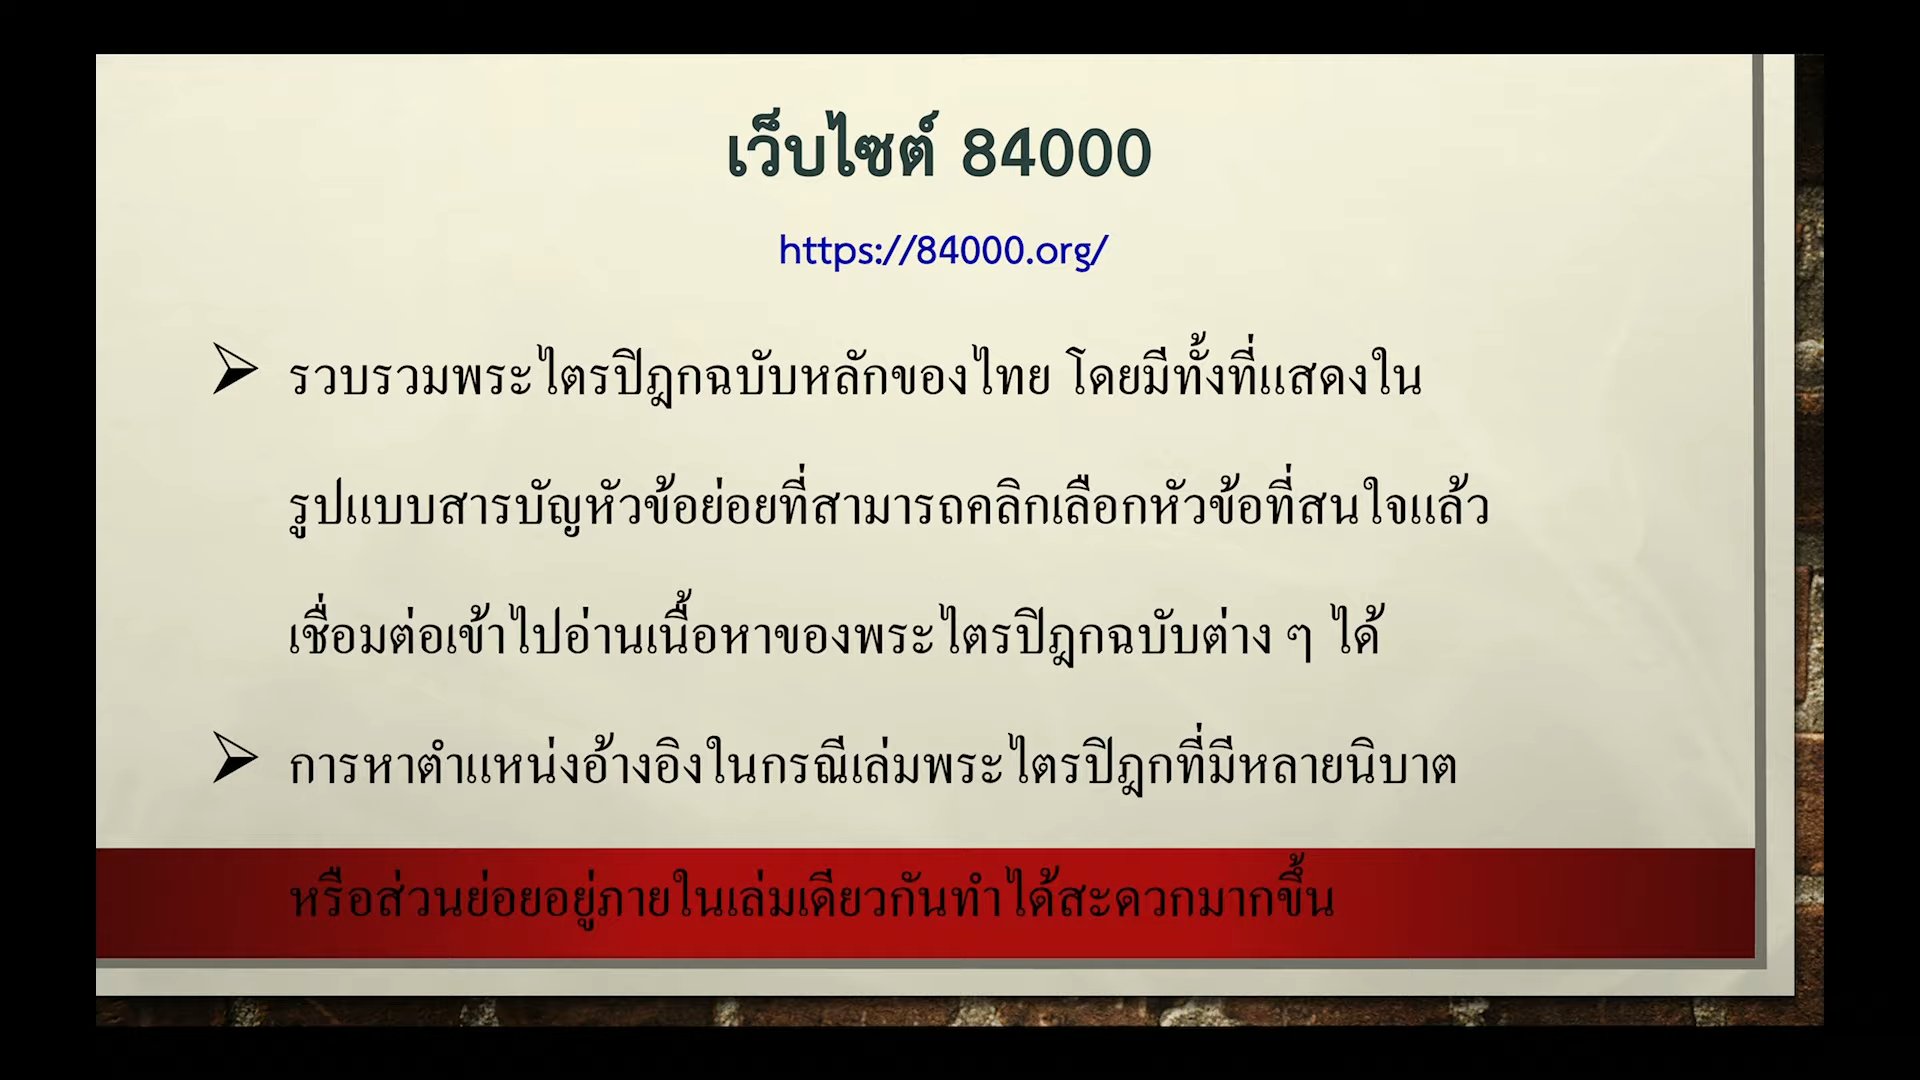 เว็บไซต์ 84000
https://84000.org/
➢ รวบรวมพระไตรปิฎกฉบับหลักของไทย โดยมีทั้งที่แสดงใน
รูปแบบสารบัญหัวข้อย่อยที่สามารถคลิกเลือกหัวข้อที่สนใจแล้ว
เชื่อมต่อเข้าไปอ่านเนื้อหาของพระไตรปิฎกฉบับต่าง ๆ ได้
➢ การหาตำแหน่งอ้างอิงในกรณีเล่มพระไตรปิฎกที่มีหลายนิบาต
หรือส่วนย่อยอยู่ภายในเล่มเดียวกันทำได้สะดวกมากขึ้น